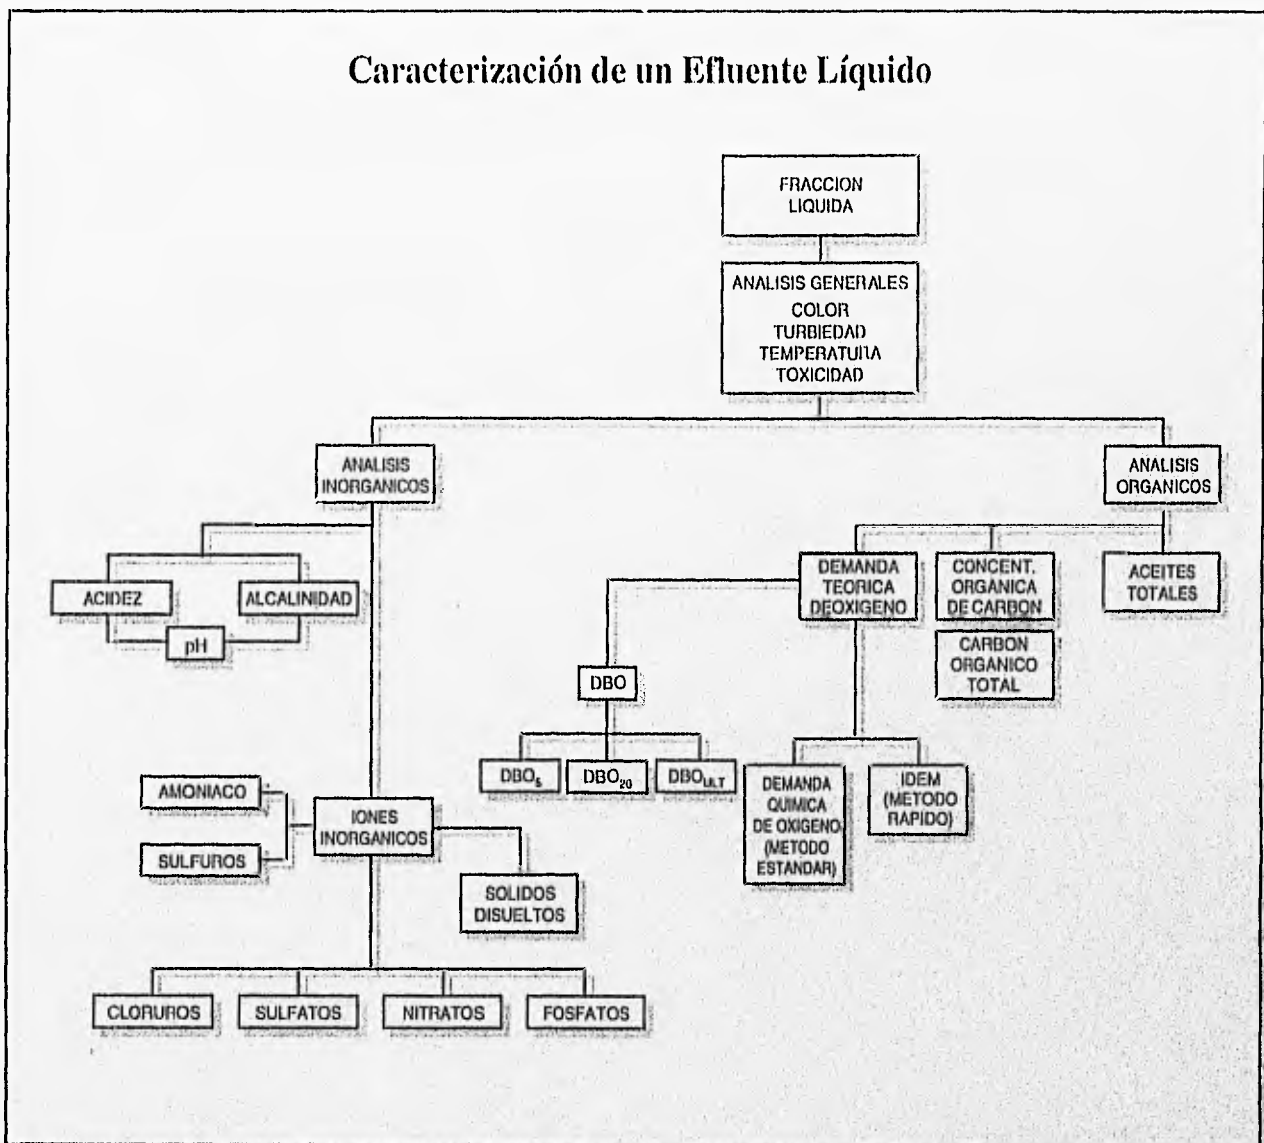 Caracterización de un Efluente Líquido
FRACCION
LIQUIDA
ANALISIS GENERALES
COLOR
TURBIEDAD
TEMPERATURA
TOXICIDAD
ANALISIS
INORGANICOS
ANALISIS
ORGANICOS
ACIDEZ
ALCALINIDAD
pH
DEMANDA
TEORICA
DEOXIGENO
CONCENT.
ORGANICA
DE CARBON
ACEITES
TOTALES
CARBON
ORGANICO
TOTAL
DBO
DBO₅
DBO₂₀
DBO_ULT
DEMANDA
QUIMICA
DE OXIGENO
(METODO
ESTANDAR)
IDEM
(METODO
RAPIDO)
AMONIACO
SULFUROS
IONES
INORGANICOS
SOLIDOS
DISUELTOS
CLORUROS
SULFATOS
NITRATOS
FOSFATOS